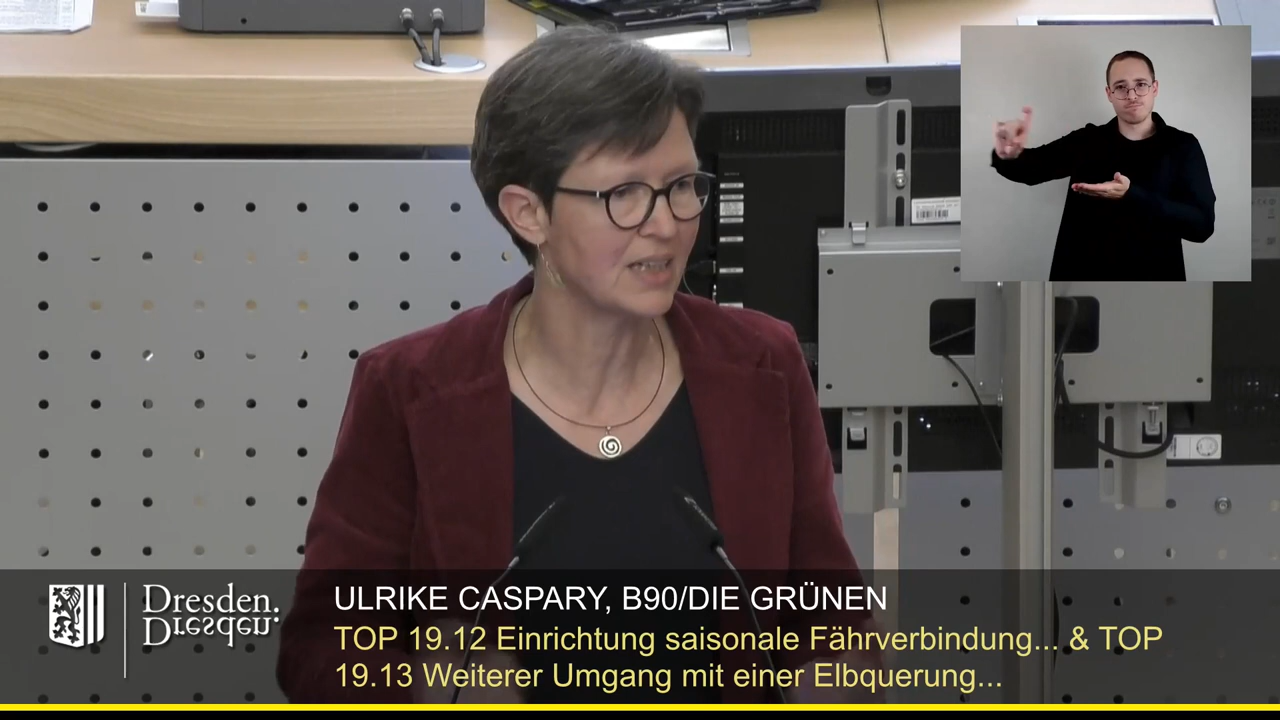 ULRIKE CASPARY, B90/DIE GRÜNEN
TOP 19.12 Einrichtung saisonale Fährverbindung... & TOP
19.13 Weiterer Umgang mit einer Elbquerung...
Dresden.
Dresden.